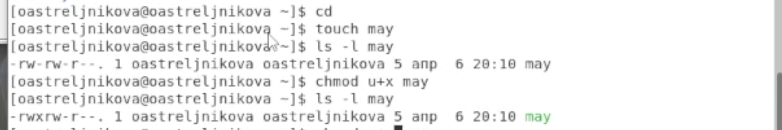 [oastreljnikova@oastreljnikova ~]$ cd
[oastreljnikova@oastreljnikova ~]$ touch may
[oastreljnikova@oastreljnikova ~]$ ls -l may
-rw-rw-r--. 1 oastreljnikova oastreljnikova 5 апр  6 20:10 may
[oastreljnikova@oastreljnikova ~]$ chmod u+x may
[oastreljnikova@oastreljnikova ~]$ ls -l may
-rwxrw-r--. 1 oastreljnikova oastreljnikova 5 апр  6 20:10 may